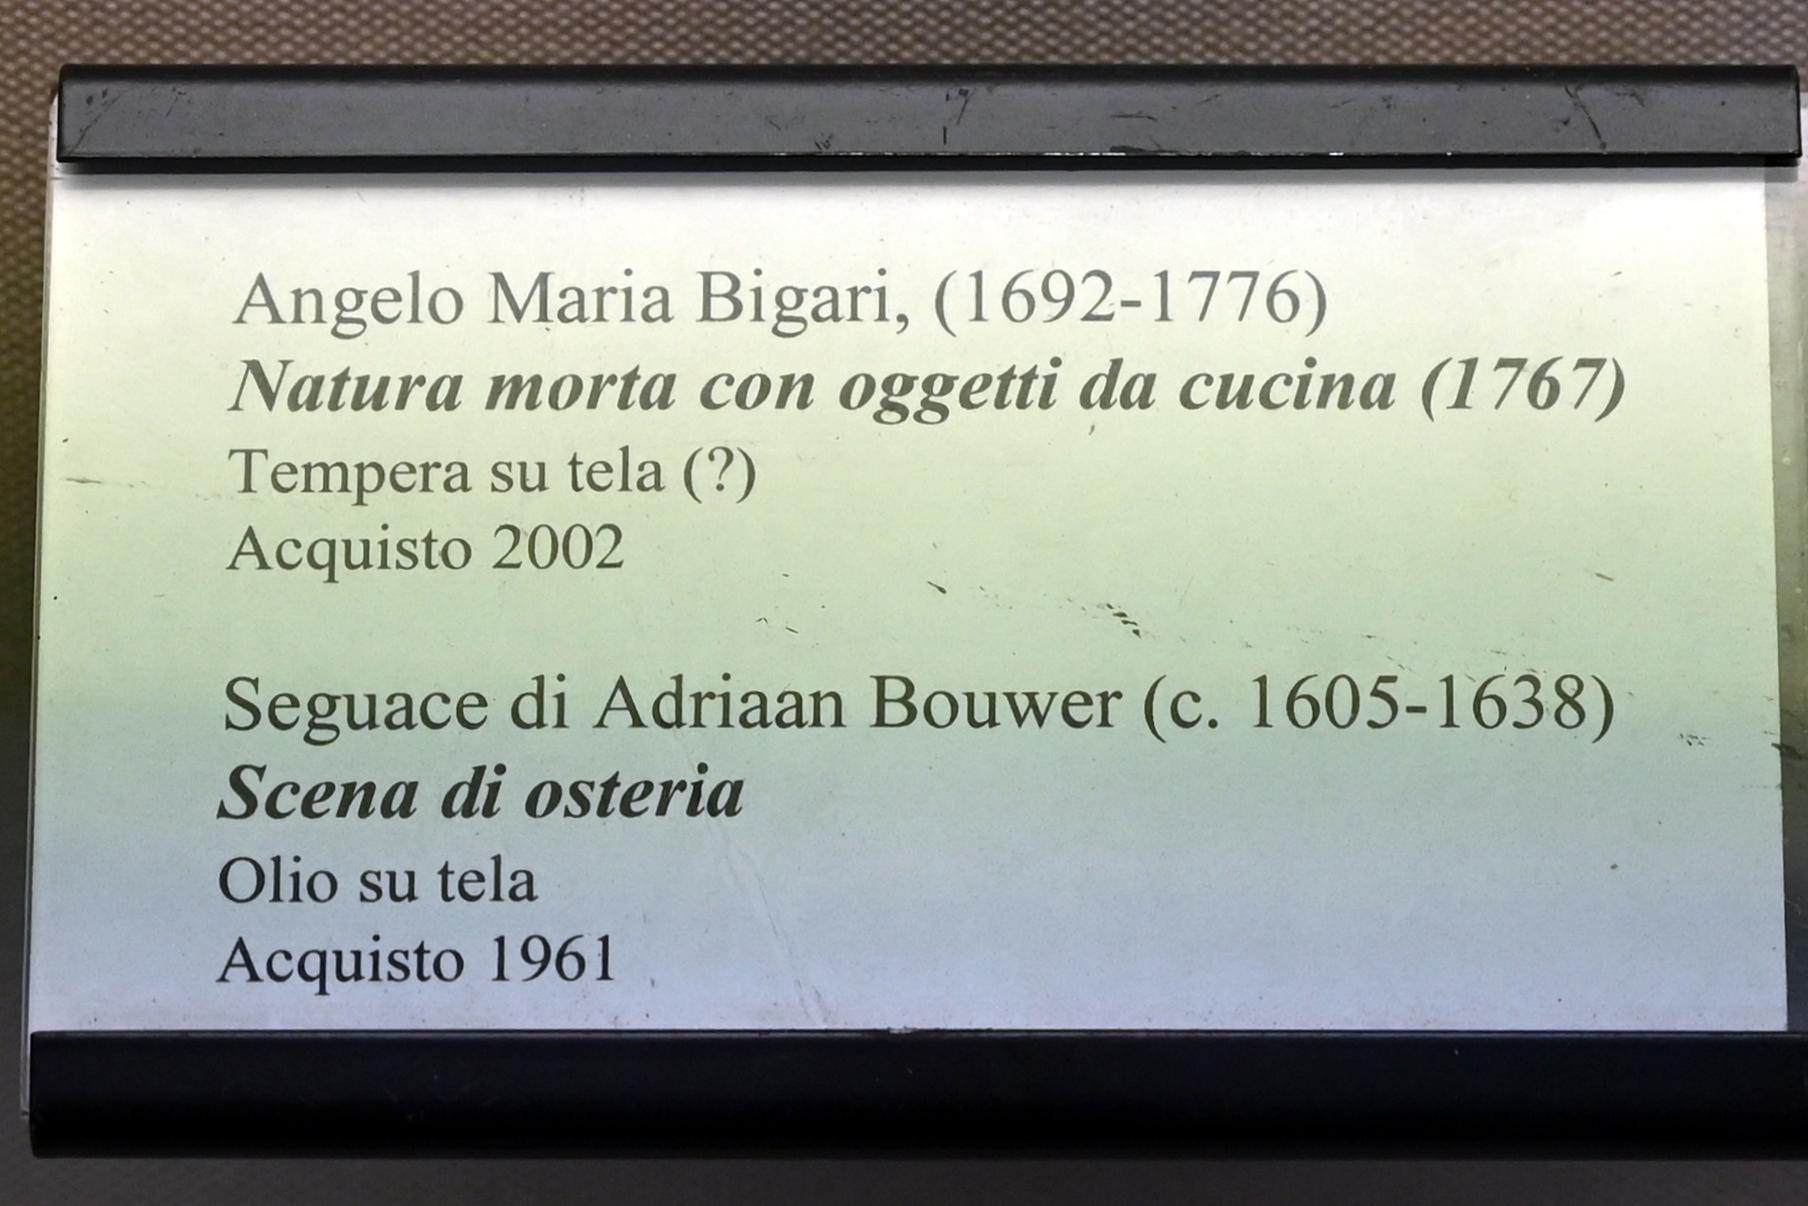 Angelo Maria Bigari, (1692-1776)
Natura morta con oggetti da cucina (1767)
Tempera su tela (?)
Acquisto 2002
Seguace di Adriaan Bouwer (c. 1605-1638)
Scena di osteria
Olio su tela
Acquisto 1961